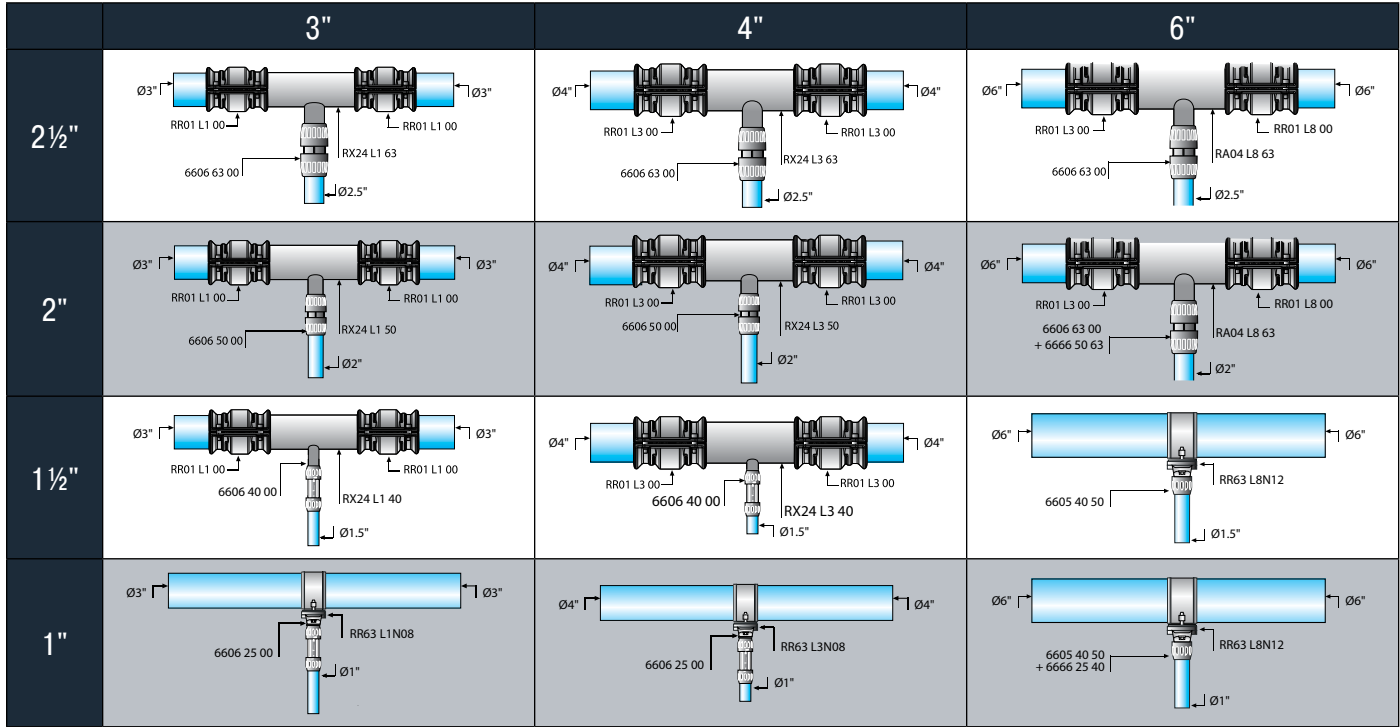 3" 4" 6"
2½"
Ø3" Ø3"
RR01 L1 00 RR01 L1 00
RX24 L1 63
6606 63 00
Ø2.5"
Ø4" Ø4"
RR01 L3 00 RR01 L3 00
RX24 L3 63
6606 63 00
Ø2.5"
Ø6" Ø6"
RR01 L3 00 RR01 L8 00
RA04 L8 63
6606 63 00
Ø2.5"
2"
Ø3" Ø3"
RR01 L1 00 RR01 L1 00
RX24 L1 50
6606 50 00
Ø2"
Ø4" Ø4"
RR01 L3 00 RR01 L3 00
6606 50 00 RX24 L3 50
Ø2"
Ø6" Ø6"
RR01 L3 00 RR01 L8 00
6606 63 00
+ 6666 50 63 RA04 L8 63
Ø2"
1½"
Ø3" Ø3"
RR01 L1 00 RR01 L1 00
6606 40 00 RX24 L1 40
Ø1.5"
Ø4" Ø4"
RR01 L3 00 RR01 L3 00
6606 40 00 RX24 L3 40
Ø1.5"
Ø6" Ø6"
RR63 L8N12
6605 40 50
Ø1.5"
1"
Ø3" Ø3"
RR63 L1N08
6606 25 00
Ø1"
Ø4" Ø4"
RR63 L3N08
6606 25 00
Ø1"
Ø6" Ø6"
RR63 L8N12
6605 40 50
+ 6666 25 40
Ø1"